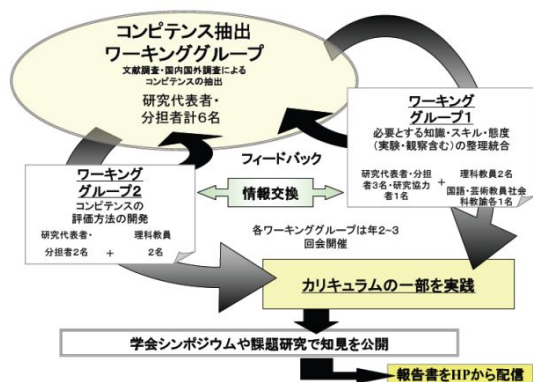 コンピテンス抽出
ワーキンググループ
文献調査・国内国外調査による
コンピテンスの抽出
研究代表者・
分担者計6名
ワーキング
グループ1
必要とする知識・スキル・態度
(実験・観察含む)の整理統合
研究代表者・分担
者3名・研究協力
者1名
+
理科教員2名
国語・芸術教員社会
科教諭各1名
フィードバック
情報交換
ワーキング
グループ2
コンピテンスの
評価方法の開発
研究代表者・
分担者2名
+
理科教員
2名
各ワーキンググループは年2~3
回会開催
カリキュラムの一部を実践
学会シンポジウムや課題研究で知見を公開
報告書をHPから配信